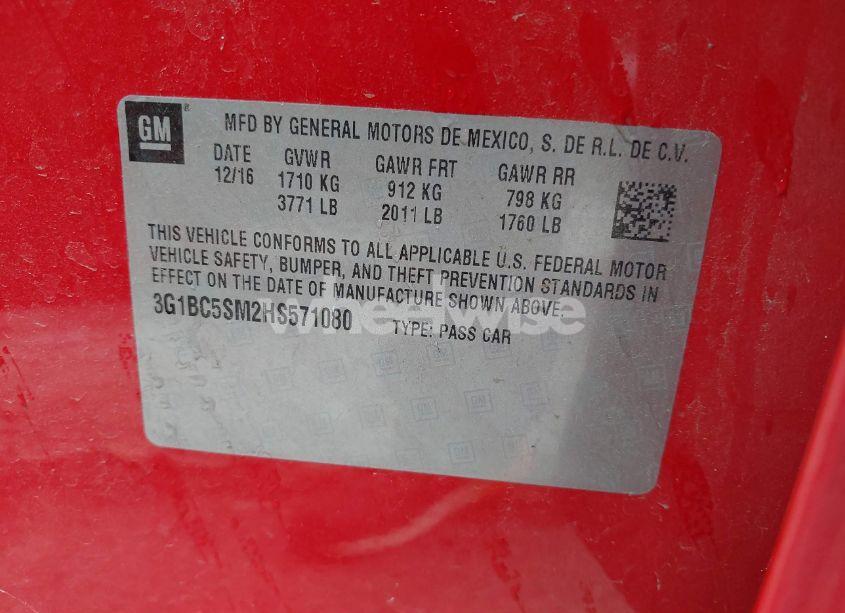 GM
MFD BY GENERAL MOTORS DE MEXICO, S. DE R.L. DE C.V.
DATE GVWR GAWR FRT GAWR RR
12/16 1710 KG 912 KG 798 KG
3771 LB 2011 LB 1760 LB
THIS VEHICLE CONFORMS TO ALL APPLICABLE U.S. FEDERAL MOTOR
VEHICLE SAFETY, BUMPER, AND THEFT PREVENTION STANDARDS IN
EFFECT ON THE DATE OF MANUFACTURE SHOWN ABOVE.
3G1BC5SM2HS571080 TYPE: PASS CAR
wheelwise